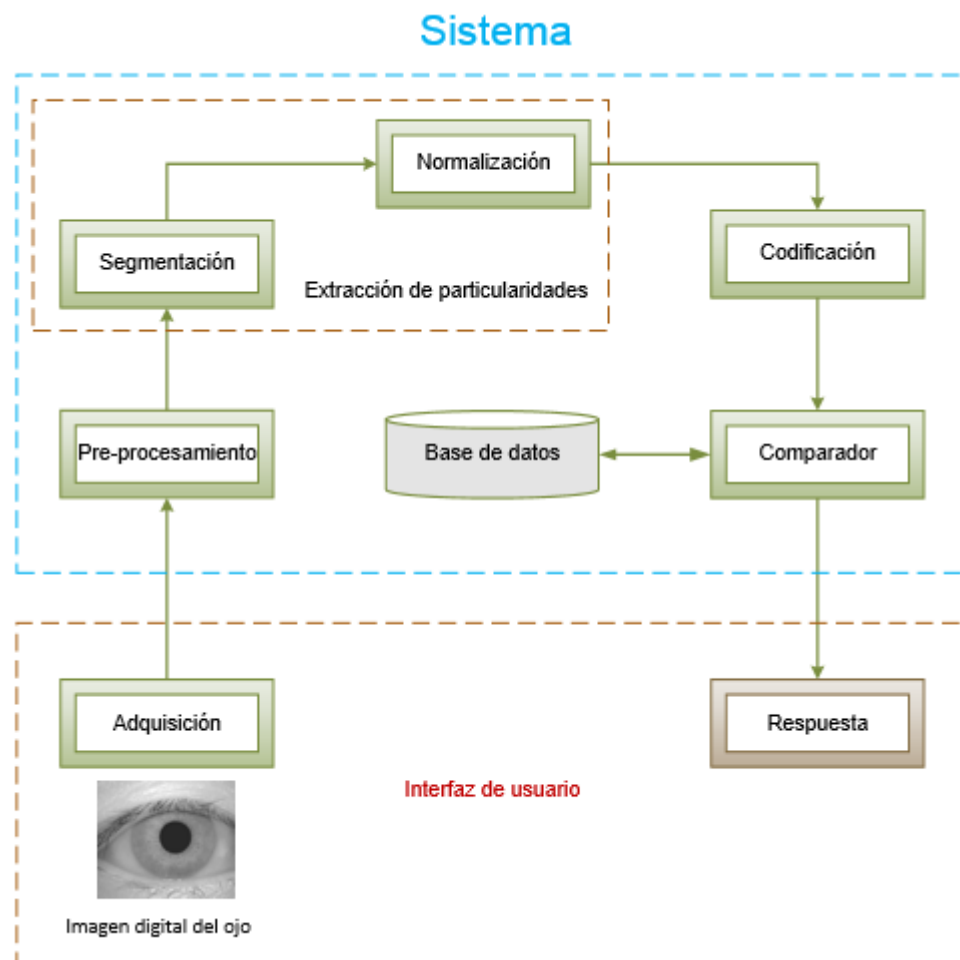 Sistema
Normalización
Segmentación
Codificación
Extracción de particularidades
Pre-procesamiento
Base de datos
Comparador
Adquisición
Respuesta
Interfaz de usuario
Imagen digital del ojo